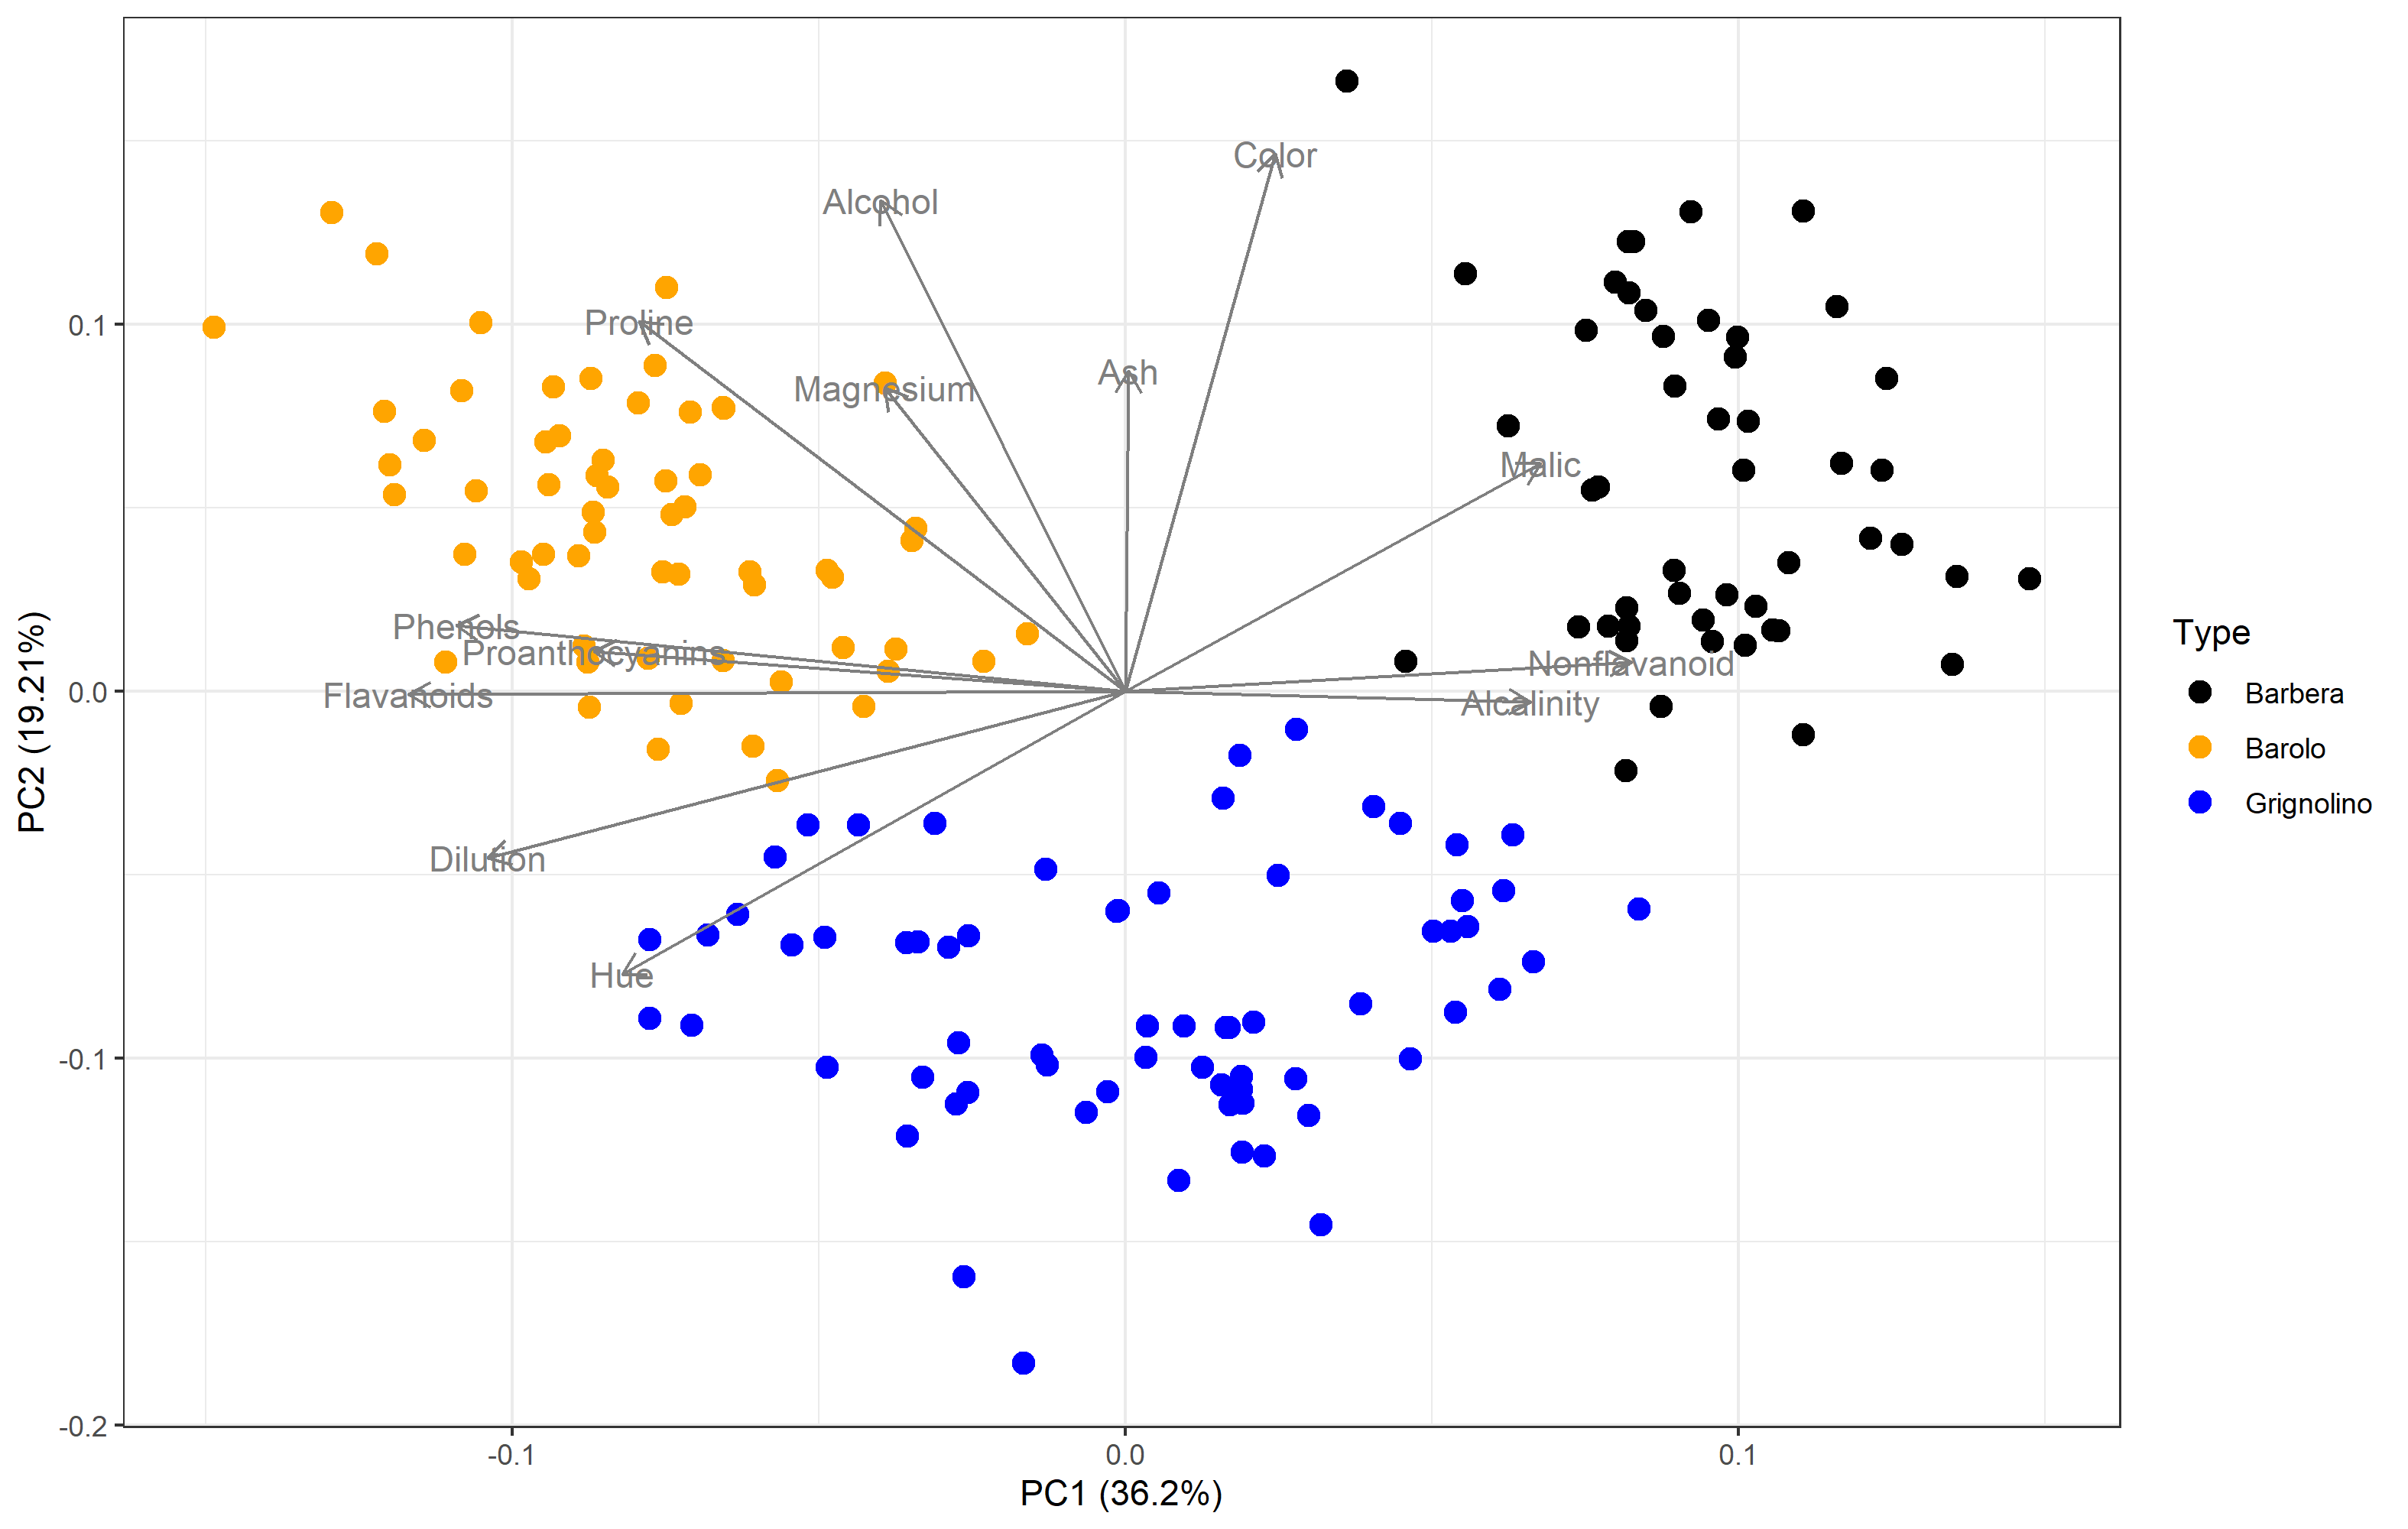 Color
Alcohol
Proline
Ash
Magnesium
Malic
Phenols
Proanthocyanins
Nonflavanoid
Flavanoids
Alcalinity
Dilution
Hue
0.1
0.0
-0.1
-0.2
PC2 (19.21%)
-0.1
0.0
0.1
PC1 (36.2%)
Type
Barbera
Barolo
Grignolino